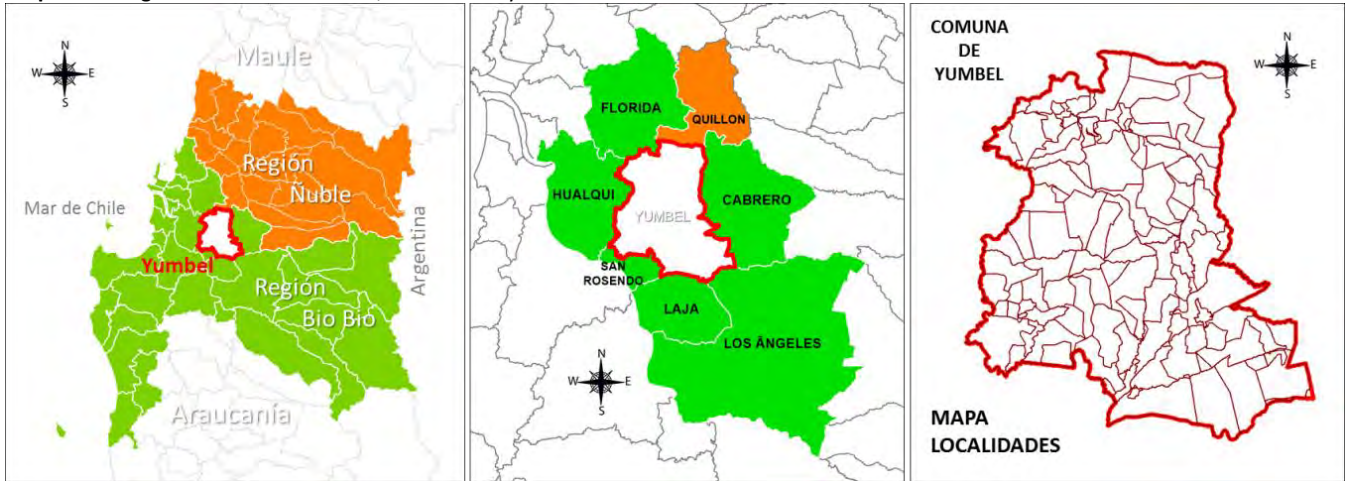 N
W E
S
Maule
Región
Ñuble
Mar de Chile
Argentina
Yumbel
Región
Bio Bio
Araucanía
FLORIDA
QUILLON
HUALQUI
YUMBEL
CABRERO
SAN
ROSENDO
LAJA
LOS ÁNGELES
N
W E
S
COMUNA
DE
YUMBEL
N
W E
S
MAPA
LOCALIDADES